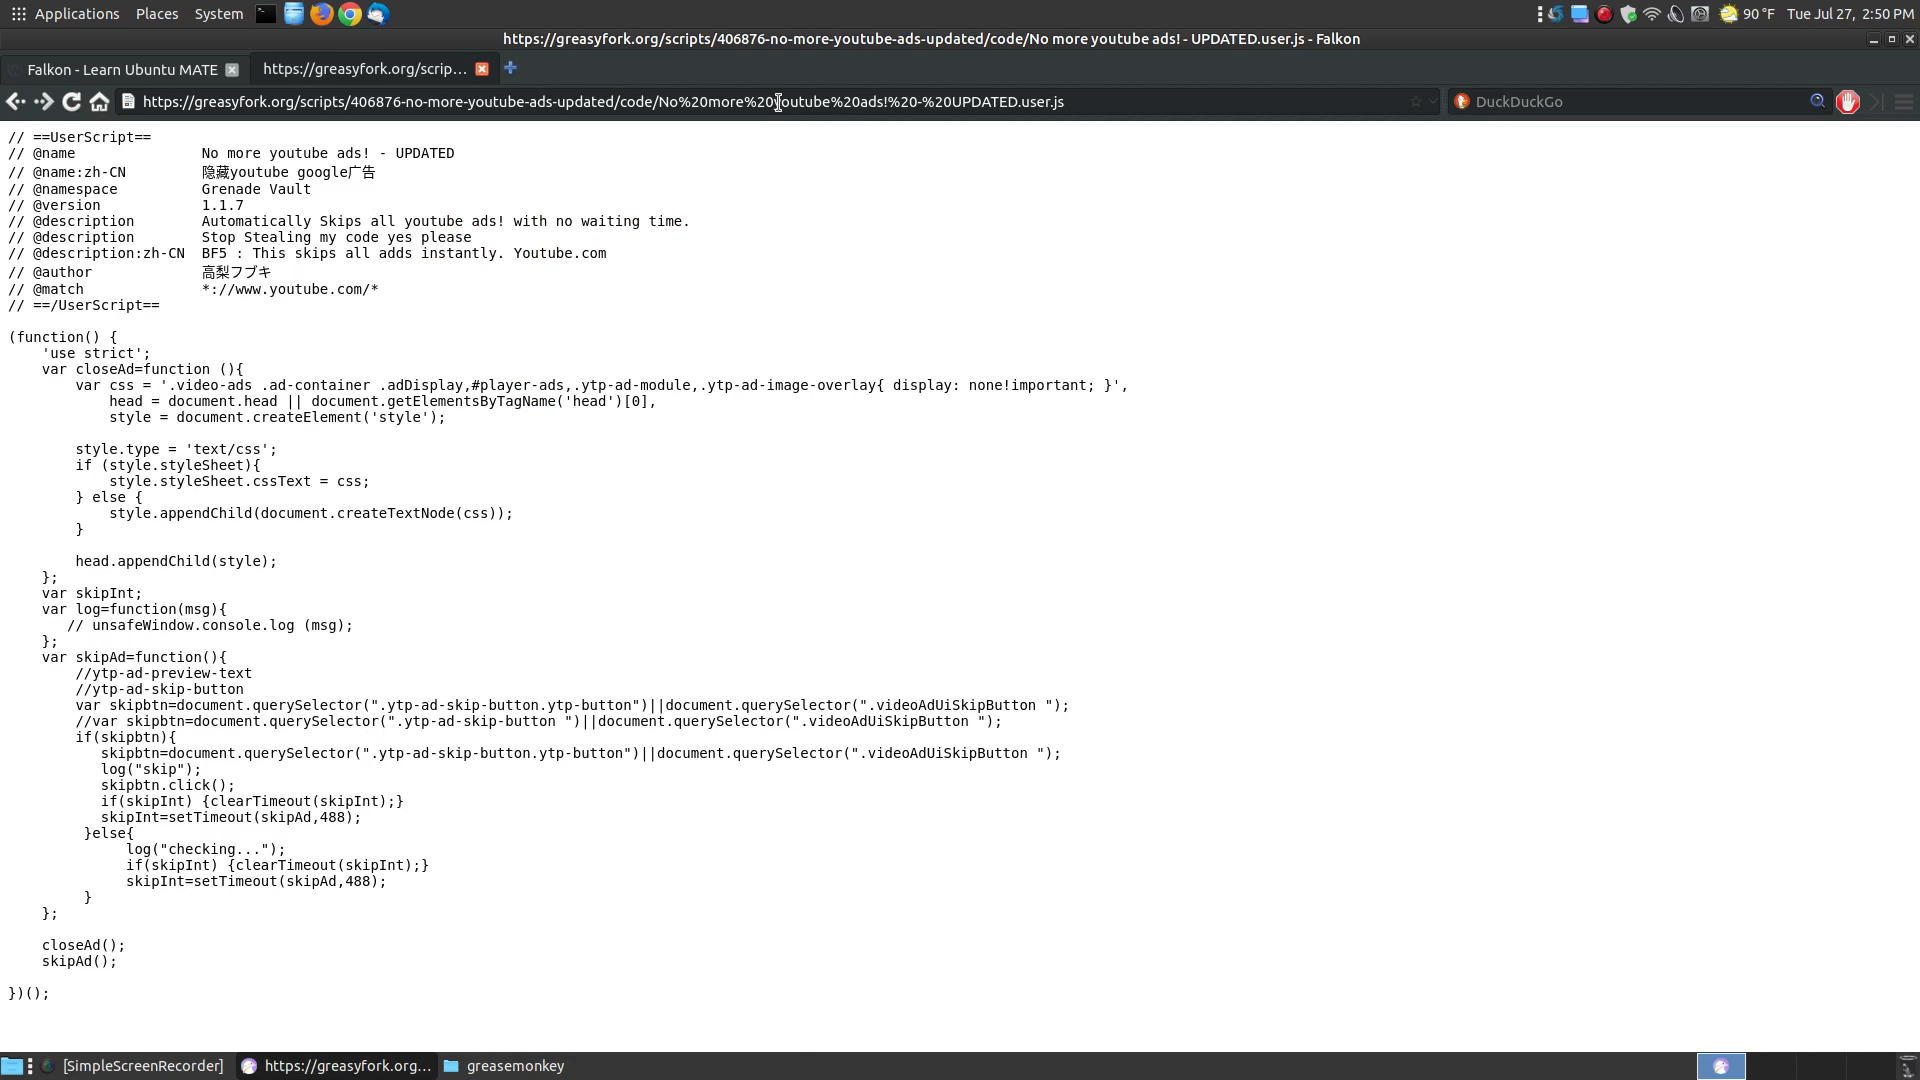 Applications Places System 90 °F Tue Jul 27, 2:50 PM
https://greasyfork.org/scripts/406876-no-more-youtube-ads-updated/code/No more youtube ads! - UPDATED.user.js - Falkon
Falkon - Learn Ubuntu MATE https://greasyfork.org/scrip...
https://greasyfork.org/scripts/406876-no-more-youtube-ads-updated/code/No%20more%20youtube%20ads!%20-%20UPDATED.user.js DuckDuckGo
// ==UserScript==
// @name No more youtube ads! - UPDATED
// @name:zh-CN 隐藏youtube google广告
// @namespace Grenade Vault
// @version 1.1.7
// @description Automatically Skips all youtube ads! with no waiting time.
// @description Stop Stealing my code yes please
// @description:zh-CN BF5 : This skips all adds instantly. Youtube.com
// @author 高梨フブキ
// @match *://www.youtube.com/*
// ==/UserScript==
(function() {
'use strict';
var closeAd=function (){
var css = '.video-ads .ad-container .adDisplay,#player-ads,.ytp-ad-module,.ytp-ad-image-overlay{ display: none!important; }',
head = document.head || document.getElementsByTagName('head')[0],
style = document.createElement('style');
style.type = 'text/css';
if (style.styleSheet){
style.styleSheet.cssText = css;
} else {
style.appendChild(document.createTextNode(css));
}
head.appendChild(style);
};
var skipInt;
var log=function(msg){
// unsafeWindow.console.log (msg);
};
var skipAd=function(){
//ytp-ad-preview-text
//ytp-ad-skip-button
var skipbtn=document.querySelector(".ytp-ad-skip-button.ytp-button")||document.querySelector(".videoAdUiSkipButton ");
//var skipbtn=document.querySelector(".ytp-ad-skip-button ")||document.querySelector(".videoAdUiSkipButton ");
if(skipbtn){
skipbtn=document.querySelector(".ytp-ad-skip-button.ytp-button")||document.querySelector(".videoAdUiSkipButton ");
log("skip");
skipbtn.click();
if(skipInt) {clearTimeout(skipInt);}
skipInt=setTimeout(skipAd,488);
}else{
log("checking...");
if(skipInt) {clearTimeout(skipInt);}
skipInt=setTimeout(skipAd,488);
}
};
closeAd();
skipAd();
})();
[SimpleScreenRecorder] https://greasyfork.org... greasemonkey